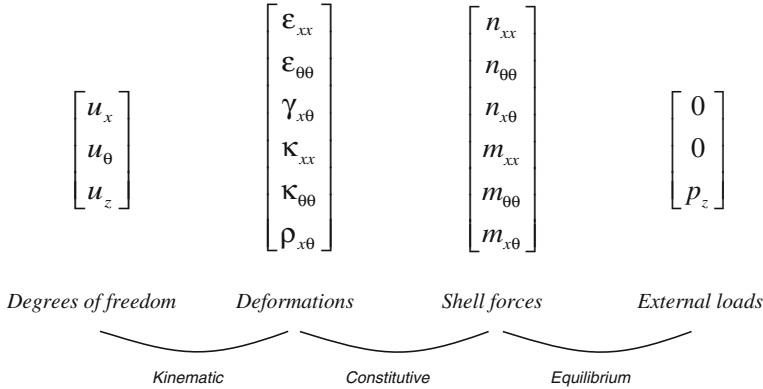 u_x
u_θ
u_z
ε_xx
ε_θθ
γ_xθ
κ_xx
κ_θθ
ρ_xθ
n_xx
n_θθ
n_xθ
m_xx
m_θθ
m_xθ
0
0
p_z
Degrees of freedom Deformations Shell forces External loads
Kinematic Constitutive Equilibrium